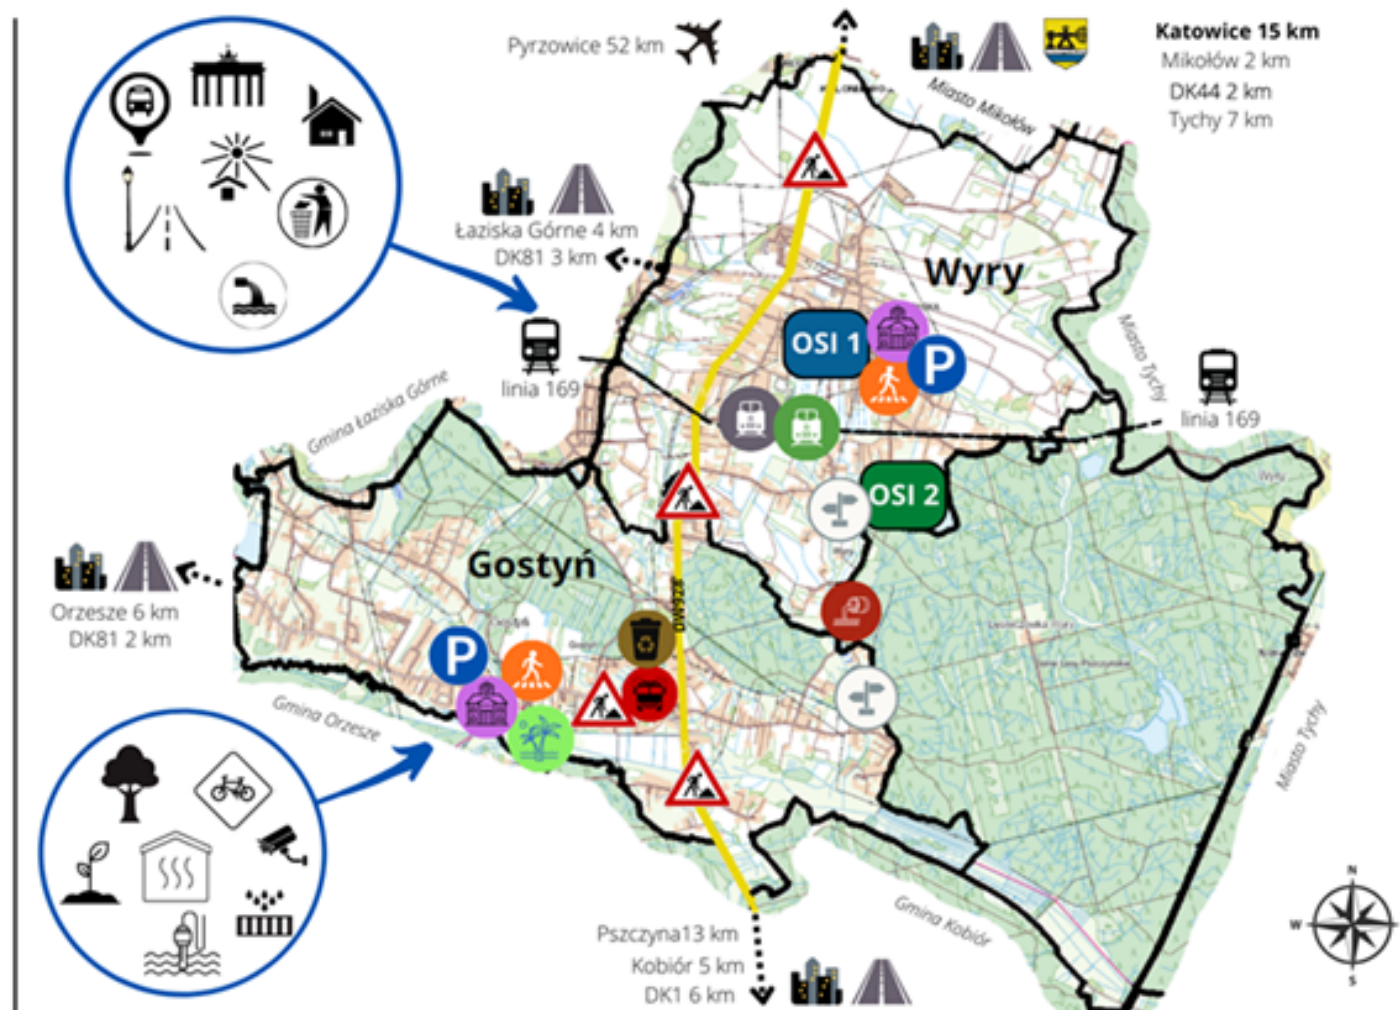 Pyrzowice 52 km
Katowice 15 km
Mikołów 2 km
DK44 2 km
Tychy 7 km
Miasto Mikołów
Łaziska Górne 4 km
DK81 3 km
Wyry
OSI 1
P
linia 169
Miasto Tychy
linia 169
Gmina Łaziska Górne
OSI 2
Wyry
Wyry
Gostyń
DW928
Orzesze 6 km
DK81 2 km
P
Gmina Orzesze
Miasto Tychy
Gmina Kobiór
Pszczyna13 km
Kobiór 5 km
DK1 6 km
N
W
S